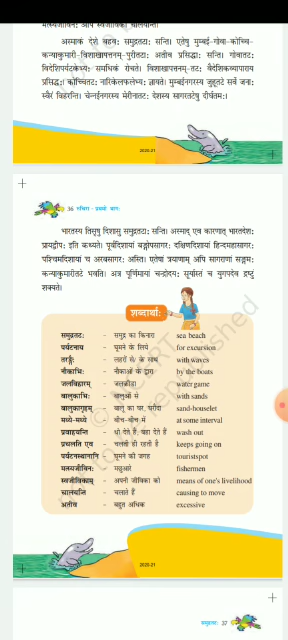 मत्स्यजीविनः अपि स्वजीविकां चालयन्ति।
अस्माकं देशे बहवः समुद्रतटाः सन्ति। एतेषु मुम्बई-गोवा-कोच्चि-
कन्याकुमारी-विशाखापत्तनम्-पुरीतटाः अतीव प्रसिद्धाः सन्ति। गोवातटः
विदेशिपर्यटकेभ्यः समधिकं रोचते। विशाखापत्तनम्-तटः वैदेशिकव्यापाराय
प्रसिद्धः। कोच्चितटः नारिकेलफलेभ्यः ज्ञायते। मुम्बईनगरस्य जुहूतटे सर्वे जनाः
स्वैरं विहरन्ति। चेन्नईनगरस्य मेरीनातटः देशस्य सागरतटेषु दीर्घतमः।
2020-21
36 रुचिरा - प्रथमो भागः
भारतस्य तिसृषु दिशासु समुद्रतटाः सन्ति। अस्माद् एव कारणात् भारतदेशः
प्रायद्वीपः इति कथ्यते। पूर्वदिशायां बङ्गोपसागरः दक्षिणदिशायां हिन्दमहासागरः
पश्चिमदिशायां च अरबसागरः अस्ति। एतेषां त्रयाणाम् अपि सागराणां सङ्गमः
कन्याकुमारीतटे भवति। अत्र पूर्णिमायां चन्द्रोदयः सूर्यास्तं च युगपदेव द्रष्टुं
शक्यते।
शब्दार्थाः
समुद्रतटः - समुद्र का किनारा sea beach
पर्यटनाय - घूमने के लिये for excursion
तरङ्गैः - लहरों से/ के साथ with waves
नौकाभिः - नौकाओं के द्वारा by the boats
जलविहारम् - जलक्रीडा water game
बालुकाभिः - बालुओं से with sands
बालुकागृहम् - बालू का घर, घरौंदा sand-houselet
मध्ये-मध्ये - बीच-बीच में at some interval
प्रवाहयन्ति - धो देते हैं, बहा देते हैं wash out
प्रचलति एव - चलती ही रहती है keeps going on
पर्यटनस्थानानि - घूमने की जगह touristspot
मत्स्यजीविनः - मछुआरे fishermen
स्वजीविकाम् - अपनी जीविका को means of one's livelihood
चालयन्ति - चलाते हैं causing to move
अतीव - बहुत अधिक excessive
2020-21
समुद्रतटः 37